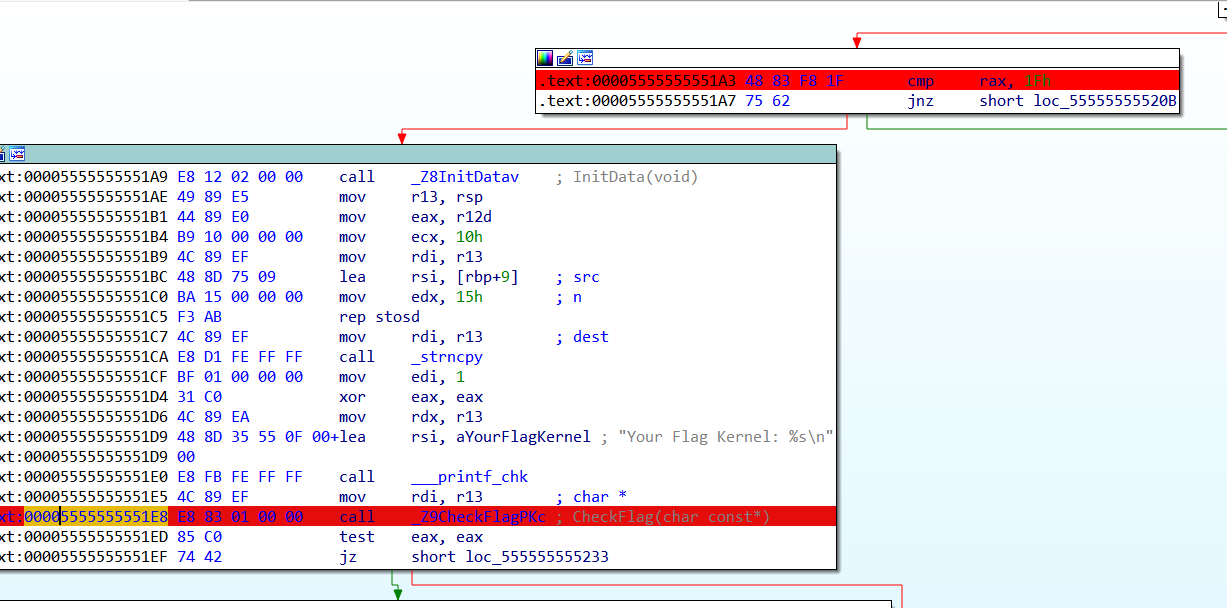 .text:00005555555551A3 48 83 F8 1F cmp rax, 1Fh
.text:00005555555551A7 75 62 jnz short loc_55555555520B
xt:00005555555551A9 E8 12 02 00 00 call _Z8InitDatav ; InitData(void)
xt:00005555555551AE 49 89 E5 mov r13, rsp
xt:00005555555551B1 44 89 E0 mov eax, r12d
xt:00005555555551B4 B9 10 00 00 00 mov ecx, 10h
xt:00005555555551B9 4C 89 EF mov rdi, r13
xt:00005555555551BC 48 8D 75 09 lea rsi, [rbp+9] ; src
xt:00005555555551C0 BA 15 00 00 00 mov edx, 15h ; n
xt:00005555555551C5 F3 AB rep stosd
xt:00005555555551C7 4C 89 EF mov rdi, r13 ; dest
xt:00005555555551CA E8 D1 FE FF FF call _strncpy
xt:00005555555551CF BF 01 00 00 00 mov edi, 1
xt:00005555555551D4 31 C0 xor eax, eax
xt:00005555555551D6 4C 89 EA mov rdx, r13
xt:00005555555551D9 48 8D 35 55 0F 00+lea rsi, aYourFlagKernel ; "Your Flag Kernel: %s\n"
xt:00005555555551D9 00
xt:00005555555551E0 E8 FB FE FF FF call ___printf_chk
xt:00005555555551E5 4C 89 EF mov rdi, r13 ; char *
xt:00005555555551E8 E8 83 01 00 00 call _Z9CheckFlagPKc ; CheckFlag(char const*)
xt:00005555555551ED 85 C0 test eax, eax
xt:00005555555551EF 74 42 jz short loc_555555555233